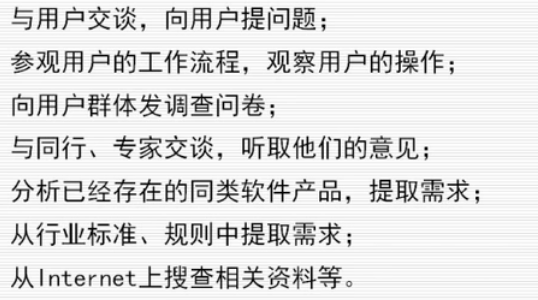 与用户交谈，向用户提问题；
参观用户的工作流程，观察用户的操作；
向用户群体发调查问卷；
与同行、专家交谈，听取他们的意见；
分析已经存在的同类软件产品，提取需求；
从行业标准、规则中提取需求；
从Internet上搜查相关资料等。